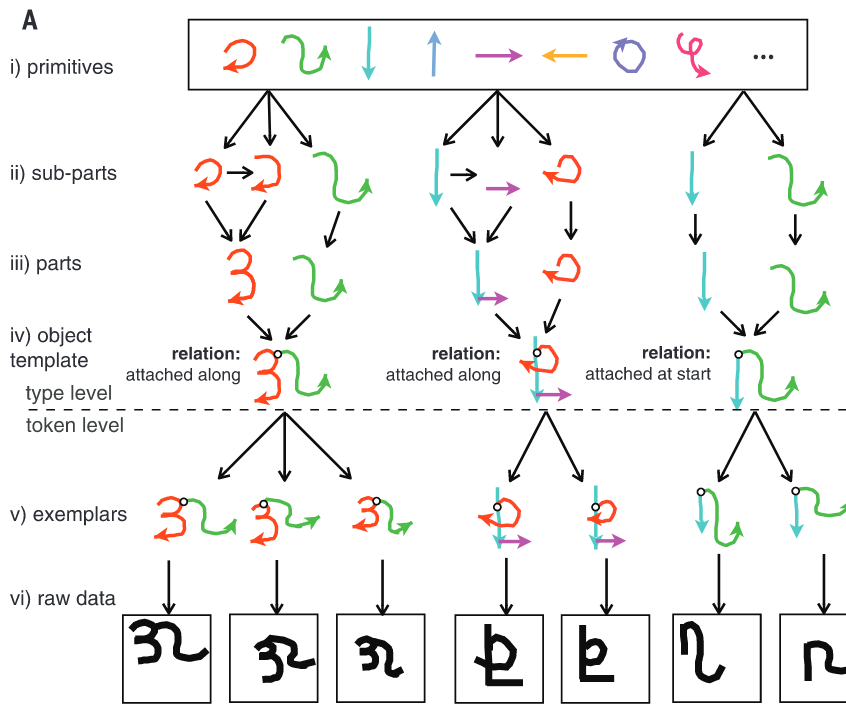 A
i) primitives
...
ii) sub-parts
iii) parts
iv) object
template
relation:
attached along
relation:
attached along
relation:
attached at start
type level
token level
v) exemplars
vi) raw data